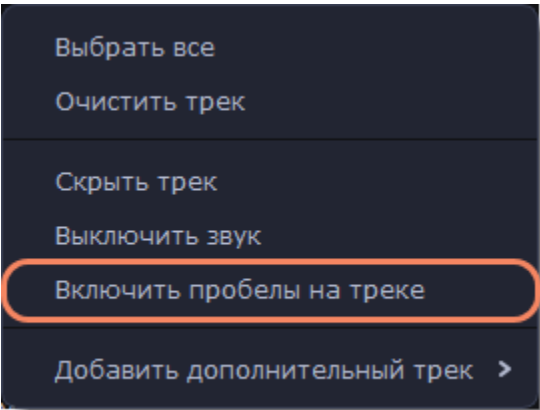 Выбрать все
Очистить трек
Скрыть трек
Выключить звук
Включить пробелы на треке
Добавить дополнительный трек >